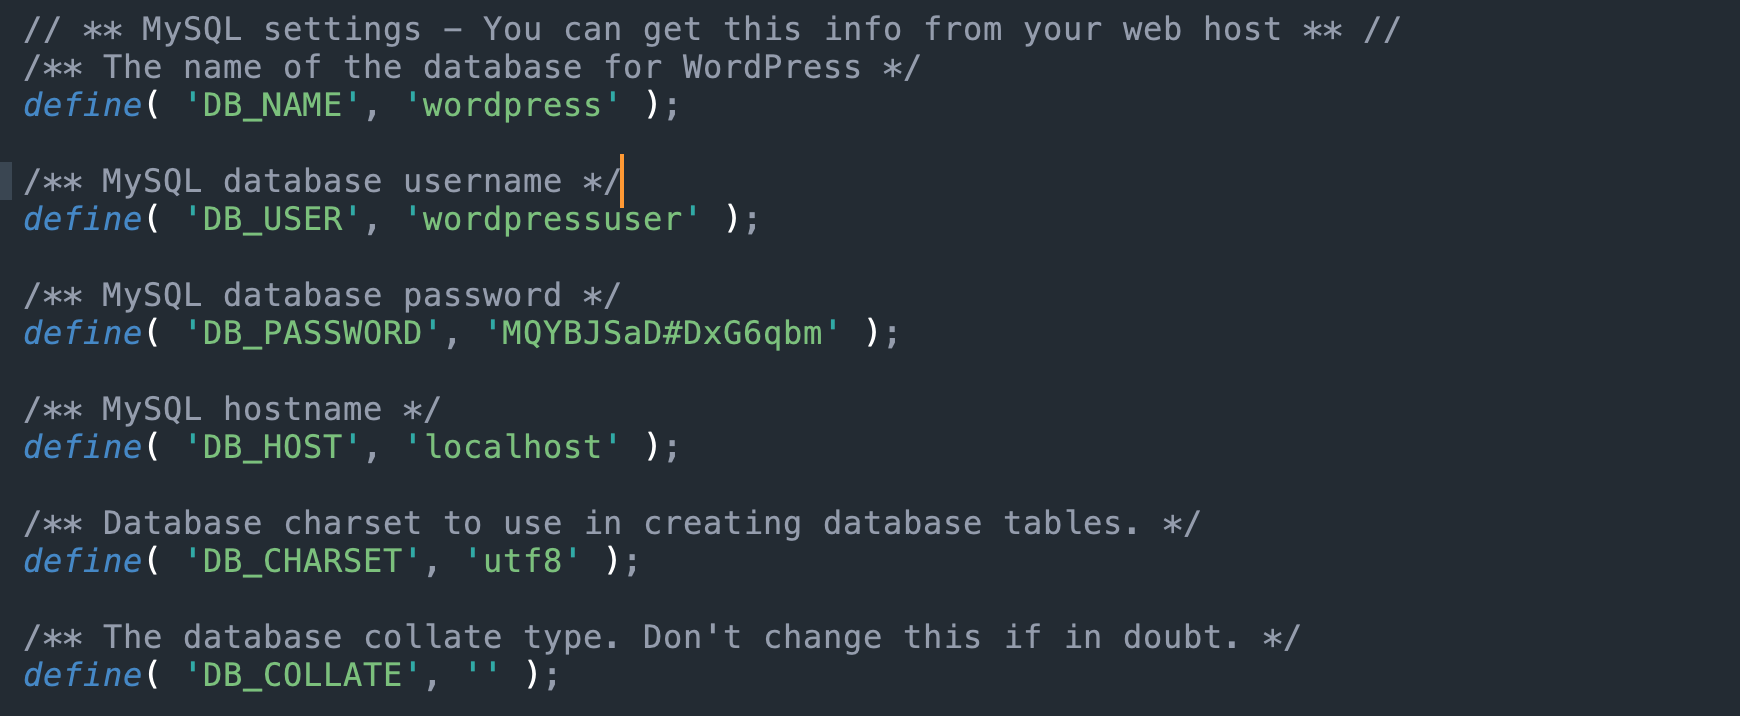 // ** MySQL settings – You can get this info from your web host ** //
/** The name of the database for WordPress */
define( 'DB_NAME', 'wordpress' );
/** MySQL database username */
define( 'DB_USER', 'wordpressuser' );
/** MySQL database password */
define( 'DB_PASSWORD', 'MQYBJSaD#DxG6qbm' );
/** MySQL hostname */
define( 'DB_HOST', 'localhost' );
/** Database charset to use in creating database tables. */
define( 'DB_CHARSET', 'utf8' );
/** The database collate type. Don't change this if in doubt. */
define( 'DB_COLLATE', '' );